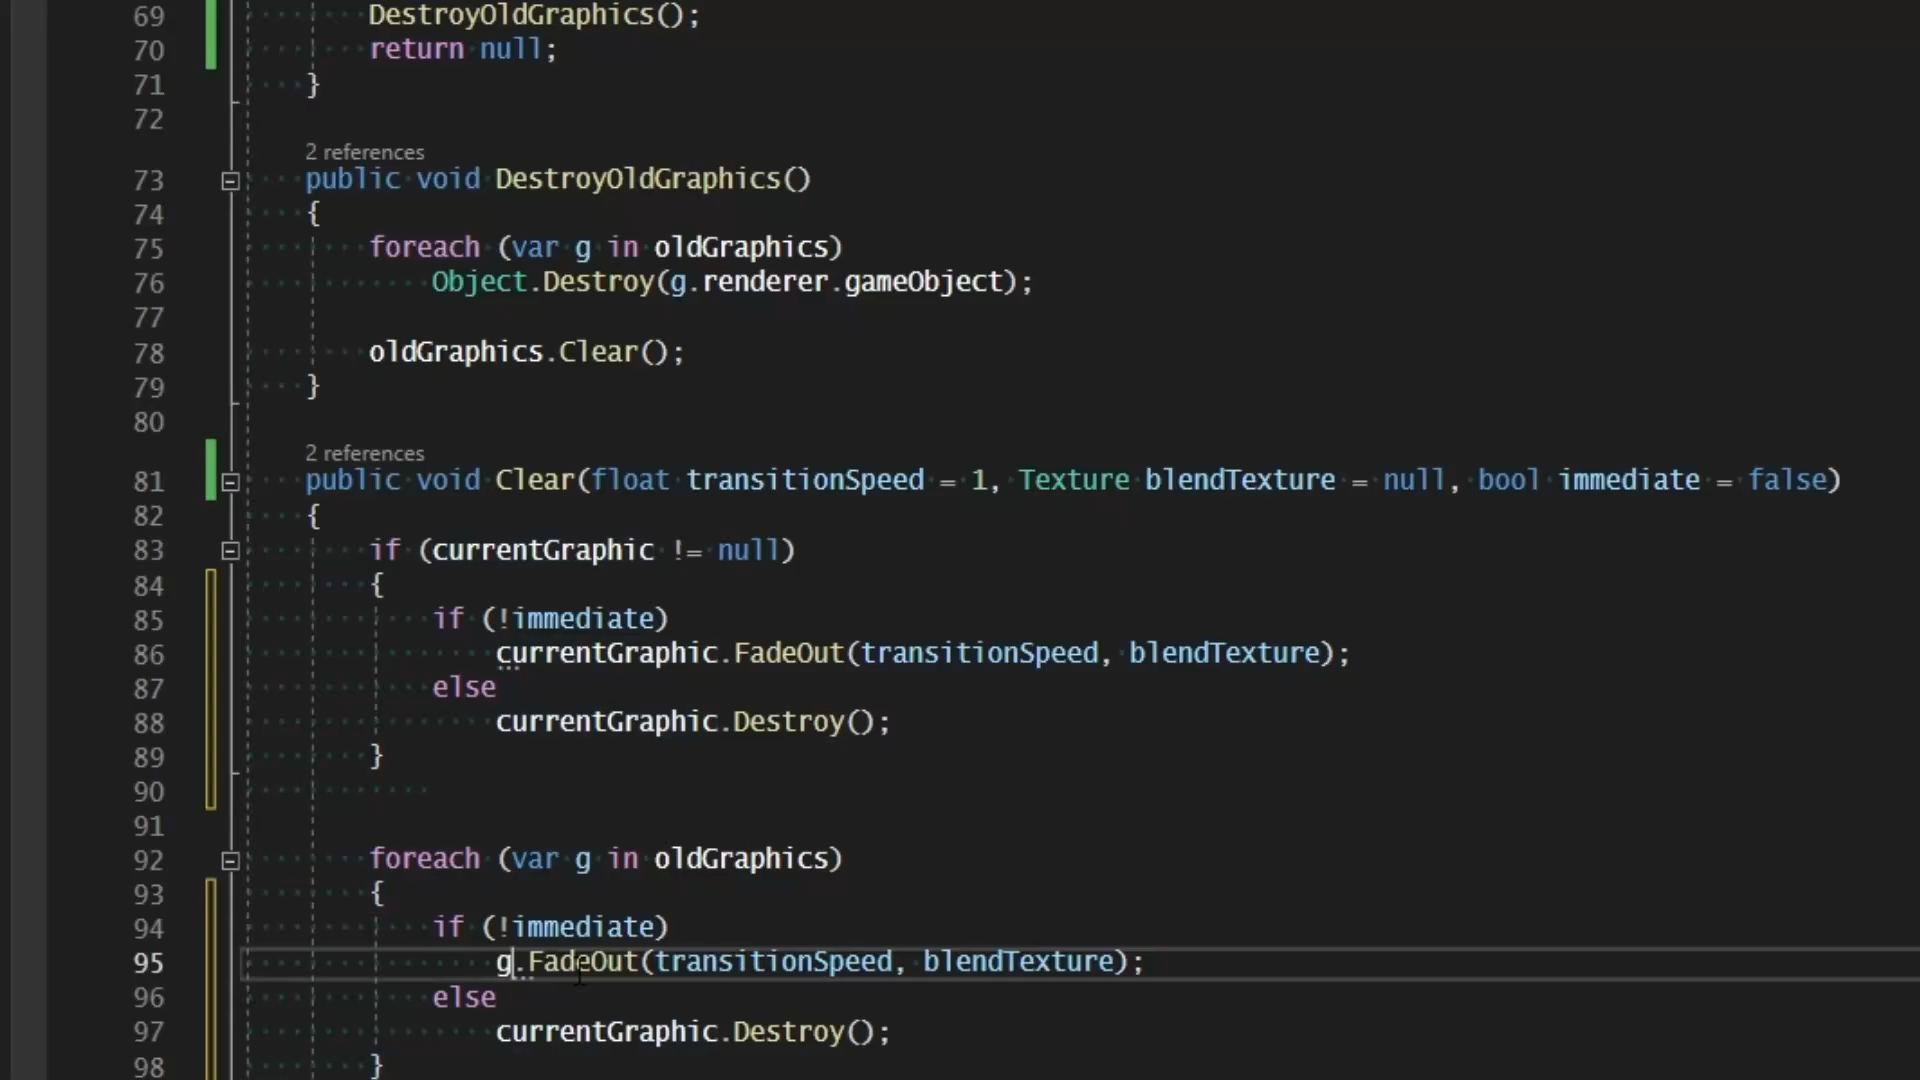 69 DestroyOldGraphics();
70 return null;
71 }
72
2 references
73 public void DestroyOldGraphics()
74 {
75 foreach (var g in oldGraphics)
76 Object.Destroy(g.renderer.gameObject);
77
78 oldGraphics.Clear();
79 }
80
2 references
81 public void Clear(float transitionSpeed = 1, Texture blendTexture = null, bool immediate = false)
82 {
83 if (currentGraphic != null)
84 {
85 if (!immediate)
86 currentGraphic.FadeOut(transitionSpeed, blendTexture);
87 else
88 currentGraphic.Destroy();
89 }
90
91
92 foreach (var g in oldGraphics)
93 {
94 if (!immediate)
95 g.FadeOut(transitionSpeed, blendTexture);
96 else
97 currentGraphic.Destroy();
98 }